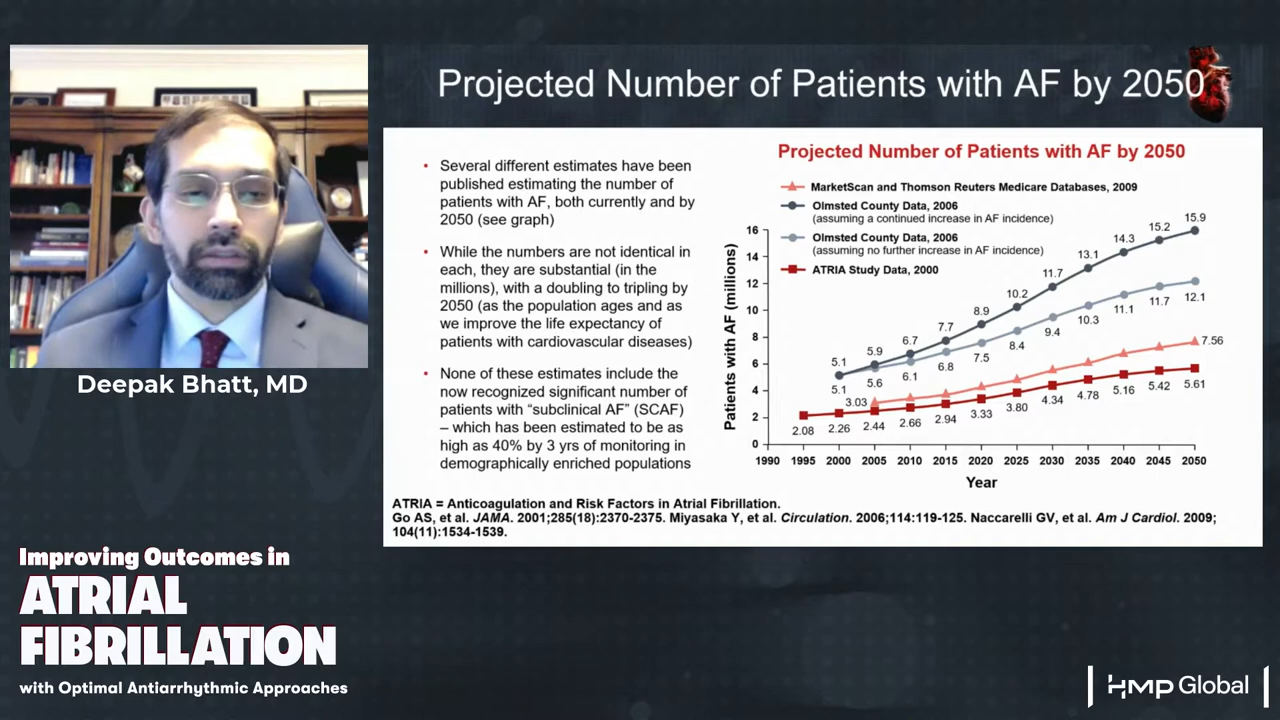 Projected Number of Patients with AF by 2050
Deepak Bhatt, MD
• Several different estimates have been
published estimating the number of
patients with AF, both currently and by
2050 (see graph)
• While the numbers are not identical in
each, they are substantial (in the
millions), with a doubling to tripling by
2050 (as the population ages and as
we improve the life expectancy of
patients with cardiovascular diseases)
• None of these estimates include the
now recognized significant number of
patients with “subclinical AF” (SCAF)
– which has been estimated to be as
high as 40% by 3 yrs of monitoring in
demographically enriched populations
Projected Number of Patients with AF by 2050
MarketScan and Thomson Reuters Medicare Databases, 2009
Olmsted County Data, 2006
(assuming a continued increase in AF incidence)
Olmsted County Data, 2006
(assuming no further increase in AF incidence)
ATRIA Study Data, 2000
Patients with AF (millions)
16
14
12
10
8
6
4
2
0
5.1 5.9 6.7 7.7 8.9 10.2 11.7 13.1 14.3 15.2 15.9
5.1 5.6 6.1 6.8 7.5 8.4 9.4 10.3 11.1 11.7 12.1
3.03 7.56
2.08 2.26 2.44 2.66 2.94 3.33 3.80 4.34 4.78 5.16 5.42 5.61
1990 1995 2000 2005 2010 2015 2020 2025 2030 2035 2040 2045 2050
Year
ATRIA = Anticoagulation and Risk Factors in Atrial Fibrillation.
Go AS, et al. JAMA. 2001;285(18):2370-2375. Miyasaka Y, et al. Circulation. 2006;114:119-125. Naccarelli GV, et al. Am J Cardiol. 2009;
104(11):1534-1539.
Improving Outcomes in
ATRIAL
FIBRILLATION
with Optimal Antiarrhythmic Approaches
HMP Global